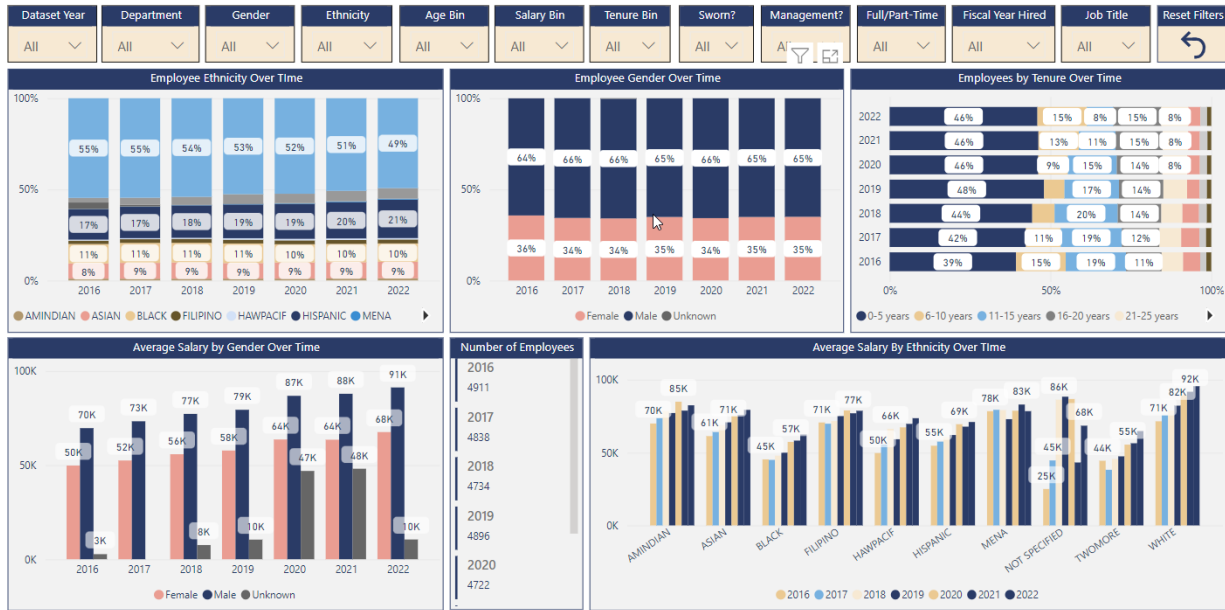 Dataset Year Department Gender Ethnicity Age Bin Salary Bin Tenure Bin Sworn? Management? Full/Part-Time Fiscal Year Hired Job Title Reset Filters
All All All All All All All All All All All All
Employee Ethnicity Over TIme
100%
50%
0%
55% 55% 54% 53% 52% 51% 49%
17% 17% 18% 19% 19% 20% 21%
11% 11% 11% 11% 10% 10% 10%
8% 9% 9% 9% 9% 9% 9%
2016 2017 2018 2019 2020 2021 2022
AMINDIAN ASIAN BLACK FILIPINO HAWPACIF HISPANIC MENA
Employee Gender Over Time
100%
50%
0%
64% 66% 66% 65% 66% 65% 65%
36% 34% 34% 35% 34% 35% 35%
2016 2017 2018 2019 2020 2021 2022
Female Male Unknown
Employees by Tenure Over Time
2022 46% 15% 8% 15% 8%
2021 46% 13% 11% 15% 8%
2020 46% 9% 15% 14% 8%
2019 48% 17% 14%
2018 44% 20% 14%
2017 42% 11% 19% 12%
2016 39% 15% 19% 11%
0% 50% 100%
0-5 years 6-10 years 11-15 years 16-20 years 21-25 years
Average Salary by Gender Over Time
100K
50K
0K
50K 70K 3K
52K 73K
56K 77K 8K
58K 79K 10K
64K 87K 47K
64K 88K 48K
68K 91K 10K
2016 2017 2018 2019 2020 2021 2022
Female Male Unknown
Number of Employees
2016
4911
2017
4838
2018
4734
2019
4896
2020
4722
Average Salary By Ethnicity Over TIme
100K
50K
0K
70K 85K
61K 71K
45K 57K
71K 77K
50K 66K
55K 69K
78K 83K
25K 45K 86K 68K
44K 55K
71K 82K 92K
AMINDIAN ASIAN BLACK FILIPINO HAWPACIF HISPANIC MENA NOT SPECIFIED TWOMORE WHITE
2016 2017 2018 2019 2020 2021 2022